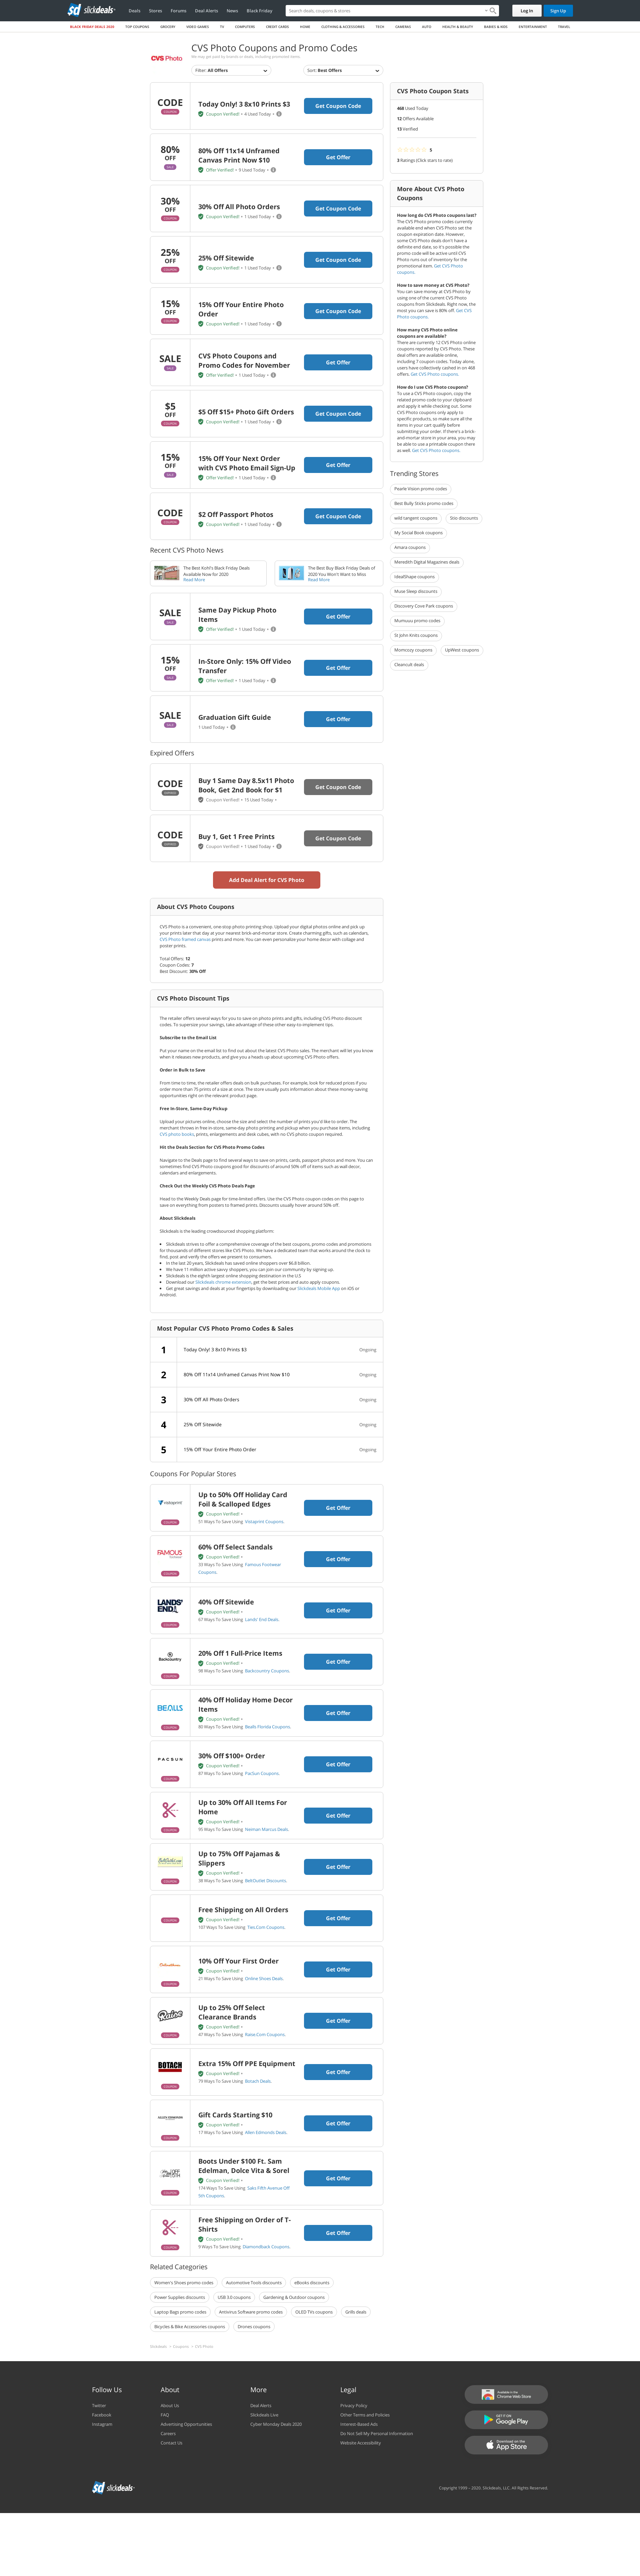 slickdeals
Deals Stores Forums Deal Alerts News Black Friday
Search deals, coupons & stores
Log In
Sign Up
BLACK FRIDAY DEALS 2020 TOP COUPONS GROCERY VIDEO GAMES TV COMPUTERS CREDIT CARDS HOME CLOTHING & ACCESSORIES TECH CAMERAS AUTO HEALTH & BEAUTY BABIES & KIDS ENTERTAINMENT TRAVEL
CVS Photo
CVS Photo Coupons and Promo Codes
We may get paid by brands or deals, including promoted items.
Filter: All Offers
Sort: Best Offers
CODE
COUPON
Today Only! 3 8x10 Prints $3
Coupon Verified! • 4 Used Today •
Get Coupon Code
80%
OFF
SALE
80% Off 11x14 Unframed
Canvas Print Now $10
Offer Verified! • 9 Used Today •
Get Offer
30%
OFF
COUPON
30% Off All Photo Orders
Coupon Verified! • 1 Used Today •
Get Coupon Code
25%
OFF
COUPON
25% Off Sitewide
Coupon Verified! • 1 Used Today •
Get Coupon Code
15%
OFF
COUPON
15% Off Your Entire Photo
Order
Coupon Verified! • 1 Used Today •
Get Coupon Code
SALE
SALE
CVS Photo Coupons and
Promo Codes for November
Offer Verified! • 1 Used Today •
Get Offer
$5
OFF
COUPON
$5 Off $15+ Photo Gift Orders
Coupon Verified! • 1 Used Today •
Get Coupon Code
15%
OFF
SALE
15% Off Your Next Order
with CVS Photo Email Sign-Up
Offer Verified! • 1 Used Today •
Get Offer
CODE
COUPON
$2 Off Passport Photos
Coupon Verified! • 1 Used Today •
Get Coupon Code
Recent CVS Photo News
The Best Kohl's Black Friday Deals
Available Now for 2020
Read More
The Best Buy Black Friday Deals of
2020 You Won't Want to Miss
Read More
SALE
SALE
Same Day Pickup Photo
Items
Offer Verified! • 1 Used Today •
Get Offer
15%
OFF
SALE
In-Store Only: 15% Off Video
Transfer
Offer Verified! • 1 Used Today •
Get Offer
SALE
SALE
Graduation Gift Guide
1 Used Today •
Get Offer
Expired Offers
CODE
EXPIRED
Buy 1 Same Day 8.5x11 Photo
Book, Get 2nd Book for $1
Coupon Verified! • 15 Used Today •
Get Coupon Code
CODE
EXPIRED
Buy 1, Get 1 Free Prints
Coupon Verified! • 1 Used Today •
Get Coupon Code
Add Deal Alert for CVS Photo
About CVS Photo Coupons
CVS Photo is a convenient, one-stop photo printing shop. Upload your digital photos online and pick up
your prints later that day at your nearest brick-and-mortar store. Create charming gifts, such as calendars,
CVS Photo framed canvas prints and more. You can even personalise your home decor with collage and
poster prints.
Total Offers: 12
Coupon Codes: 7
Best Discount: 30% Off
CVS Photo Discount Tips
The retailer offers several ways for you to save on photo prints and gifts, including CVS Photo discount
codes. To supersize your savings, take advantage of these other easy-to-implement tips.
Subscribe to the Email List
Put your name on the email list to find out about the latest CVS Photo sales. The merchant will let you know
when it releases new products, and give you a heads up about upcoming CVS Photo offers.
Order in Bulk to Save
From time to time, the retailer offers deals on bulk purchases. For example, look for reduced prices if you
order more than 75 prints of a size at once. The store usually puts information about these money-saving
opportunities right on the relevant product page.
Free In-Store, Same-Day Pickup
Upload your pictures online, choose the store and select the number of prints you'd like to order. The
merchant throws in free in-store, same-day photo printing and pickup when you purchase items, including
CVS photo books, prints, enlargements and desk cubes, with no CVS photo coupon required.
Hit the Deals Section for CVS Photo Promo Codes
Navigate to the Deals page to find several ways to save on prints, cards, passport photos and more. You can
sometimes find CVS Photo coupons good for discounts of around 50% off of items such as wall decor,
calendars and enlargements.
Check Out the Weekly CVS Photo Deals Page
Head to the Weekly Deals page for time-limited offers. Use the CVS Photo coupon codes on this page to
save on everything from posters to framed prints. Discounts usually hover around 50% off.
About Slickdeals
Slickdeals is the leading crowdsourced shopping platform:
• Slickdeals strives to offer a comprehensive coverage of the best coupons, promo codes and promotions
for thousands of different stores like CVS Photo. We have a dedicated team that works around the clock to
find, post and verify the offers we present to consumers.
• In the last 20 years, Slickdeals has saved online shoppers over $6.8 billion.
• We have 11 million active savvy shoppers, you can join our community by signing up.
• Slickdeals is the eighth largest online shopping destination in the U.S
• Download our Slickdeals chrome extension, get the best prices and auto apply coupons.
• Get great savings and deals at your fingertips by downloading our Slickdeals Mobile App on iOS or
Android.
Most Popular CVS Photo Promo Codes & Sales
1 Today Only! 3 8x10 Prints $3 Ongoing
2 80% Off 11x14 Unframed Canvas Print Now $10 Ongoing
3 30% Off All Photo Orders Ongoing
4 25% Off Sitewide Ongoing
5 15% Off Your Entire Photo Order Ongoing
Coupons For Popular Stores
vistaprint
COUPON
Up to 50% Off Holiday Card
Foil & Scalloped Edges
Coupon Verified! •
51 Ways To Save Using Vistaprint Coupons.
Get Offer
FAMOUS
COUPON
60% Off Select Sandals
Coupon Verified! •
33 Ways To Save Using Famous Footwear
Coupons.
Get Offer
LANDS' END
COUPON
40% Off Sitewide
Coupon Verified! •
67 Ways To Save Using Lands' End Deals.
Get Offer
Backcountry
COUPON
20% Off 1 Full-Price Items
Coupon Verified! •
98 Ways To Save Using Backcountry Coupons.
Get Offer
BEALLS
COUPON
40% Off Holiday Home Decor
Items
Coupon Verified! •
80 Ways To Save Using Bealls Florida Coupons.
Get Offer
PACSUN
COUPON
30% Off $100+ Order
Coupon Verified! •
87 Ways To Save Using PacSun Coupons.
Get Offer
COUPON
Up to 30% Off All Items For
Home
Coupon Verified! •
95 Ways To Save Using Neiman Marcus Deals.
Get Offer
COUPON
Up to 75% Off Pajamas &
Slippers
Coupon Verified! •
38 Ways To Save Using BeltOutlet Discounts.
Get Offer
COUPON
Free Shipping on All Orders
Coupon Verified! •
107 Ways To Save Using Ties.Com Coupons.
Get Offer
COUPON
10% Off Your First Order
Coupon Verified! •
21 Ways To Save Using Online Shoes Deals.
Get Offer
Raise
COUPON
Up to 25% Off Select
Clearance Brands
Coupon Verified! •
47 Ways To Save Using Raise.Com Coupons.
Get Offer
BOTACH
COUPON
Extra 15% Off PPE Equipment
Coupon Verified! •
79 Ways To Save Using Botach Deals.
Get Offer
COUPON
Gift Cards Starting $10
Coupon Verified! •
17 Ways To Save Using Allen Edmonds Deals.
Get Offer
COUPON
Boots Under $100 Ft. Sam
Edelman, Dolce Vita & Sorel
Coupon Verified! •
174 Ways To Save Using Saks Fifth Avenue Off
5th Coupons.
Get Offer
COUPON
Free Shipping on Order of T-
Shirts
Coupon Verified! •
9 Ways To Save Using Diamondback Coupons.
Get Offer
Related Categories
Women's Shoes promo codes Automotive Tools discounts eBooks discounts
Power Supplies discounts USB 3.0 coupons Gardening & Outdoor coupons
Laptop Bags promo codes Antivirus Software promo codes OLED TVs coupons Grills deals
Bicycles & Bike Accessories coupons Drones coupons
Slickdeals > Coupons > CVS Photo
CVS Photo Coupon Stats
468 Used Today
12 Offers Available
13 Verified
5
3 Ratings (Click stars to rate)
More About CVS Photo
Coupons
How long do CVS Photo coupons last?
The CVS Photo promo codes currently
available end when CVS Photo set the
coupon expiration date. However,
some CVS Photo deals don't have a
definite end date, so it's possible the
promo code will be active until CVS
Photo runs out of inventory for the
promotional item. Get CVS Photo
coupons.
How to save money at CVS Photo?
You can save money at CVS Photo by
using one of the current CVS Photo
coupons from Slickdeals. Right now, the
most you can save is 80% off. Get CVS
Photo coupons.
How many CVS Photo online
coupons are available?
There are currently 12 CVS Photo online
coupons reported by CVS Photo. These
deal offers are available online,
including 7 coupon codes. Today alone,
users have collectively cashed in on 468
offers. Get CVS Photo coupons.
How do I use CVS Photo coupons?
To use a CVS Photo coupon, copy the
related promo code to your clipboard
and apply it while checking out. Some
CVS Photo coupons only apply to
specific products, so make sure all the
items in your cart qualify before
submitting your order. If there's a brick-
and-mortar store in your area, you may
be able to use a printable coupon there
as well. Get CVS Photo coupons.
Trending Stores
Pearle Vision promo codes
Best Bully Sticks promo codes
wild tangent coupons Stio discounts
My Social Book coupons
Amara coupons
Meredith Digital Magazines deals
IdealShape coupons
Muse Sleep discounts
Discovery Cove Park coupons
Mumuuu promo codes
St John Knits coupons
Momoozy coupons UpWest coupons
Cleancult deals
Follow Us
Twitter
Facebook
Instagram
About
About Us
FAQ
Advertising Opportunities
Careers
Contact Us
More
Deal Alerts
Slickdeals Live
Cyber Monday Deals 2020
Legal
Privacy Policy
Other Terms and Policies
Interest-Based Ads
Do Not Sell My Personal Information
Website Accessibility
Available in the
Chrome Web Store
GET IT ON
Google Play
Download on the
App Store
slickdeals
Copyright 1999 - 2020. Slickdeals, LLC. All Rights Reserved.